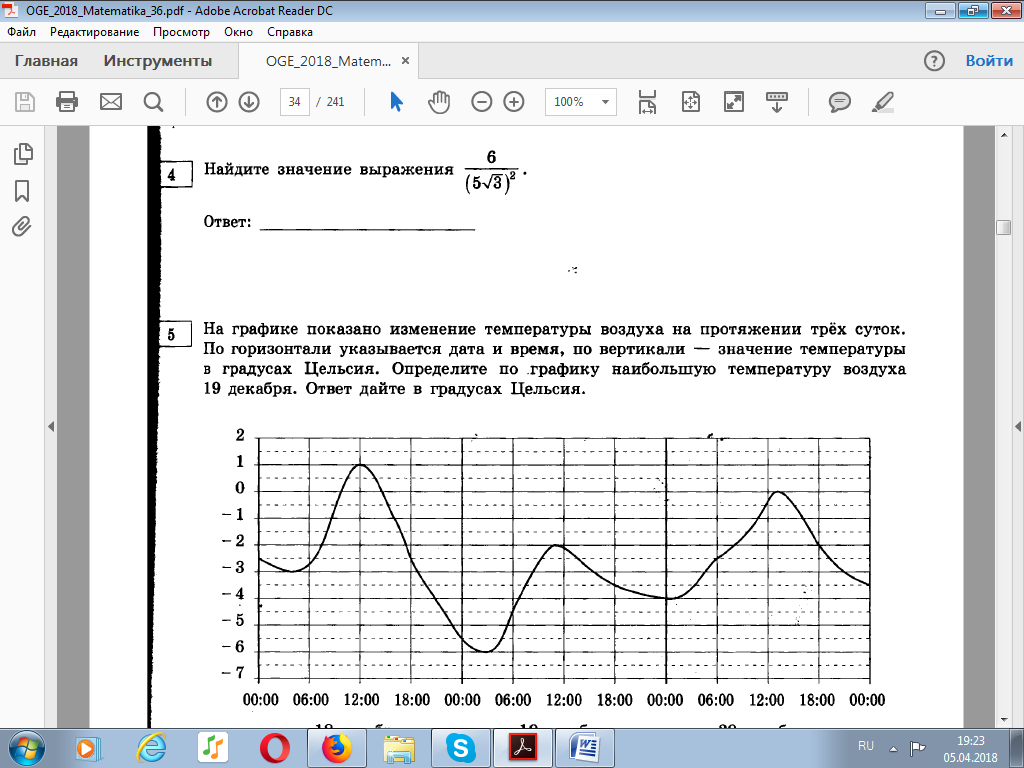 OGE_2018_Matematika_36.pdf - Adobe Acrobat Reader DC
Файл Редактирование Просмотр Окно Справка
Главная Инструменты OGE_2018_Matem... × ? Войти
34 / 241 100%
4 Найдите значение выражения 6/(5√3)².
Ответ:
5 На графике показано изменение температуры воздуха на протяжении трёх суток.
По горизонтали указывается дата и время, по вертикали — значение температуры
в градусах Цельсия. Определите по графику наибольшую температуру воздуха
19 декабря. Ответ дайте в градусах Цельсия.
2
1
0
−1
−2
−3
−4
−5
−6
−7
00:00 06:00 12:00 18:00 00:00 06:00 12:00 18:00 00:00 06:00 12:00 18:00 00:00
RU 19:23
05.04.2018